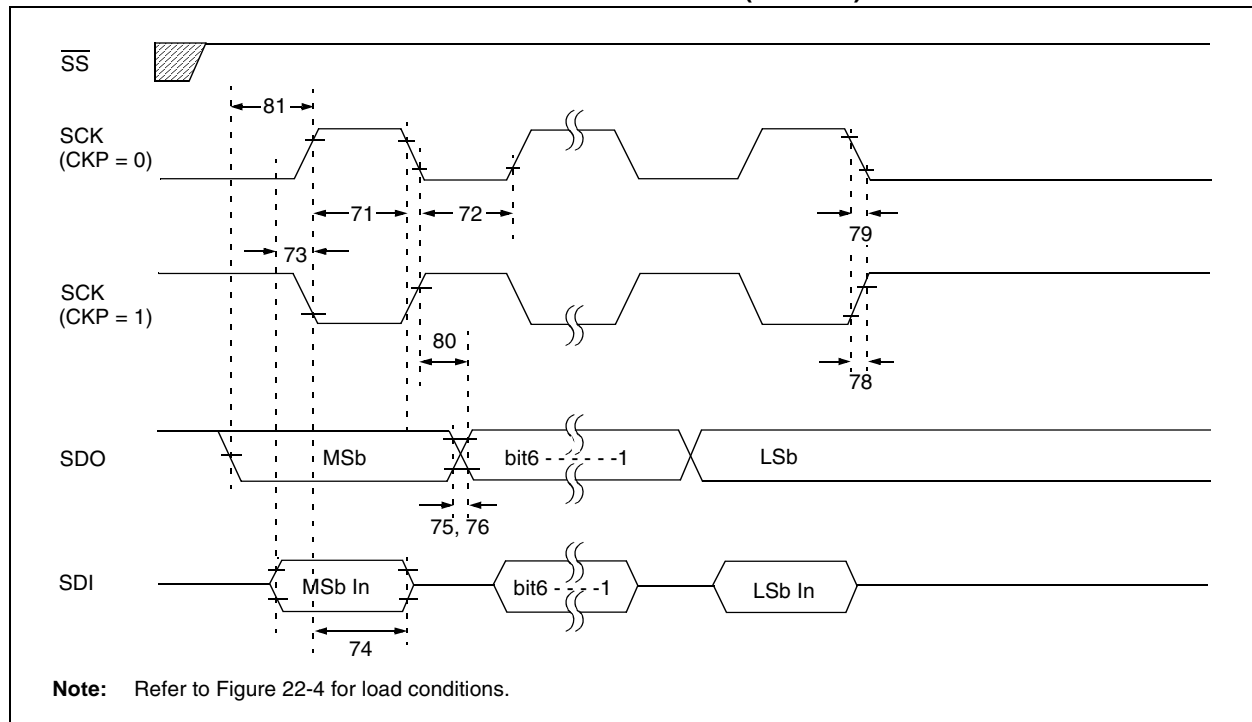 SS
81
SCK
(CKP = 0)
71
72
73
79
SCK
(CKP = 1)
80
78
SDO
MSb
bit6 - - - - - -1
LSb
75, 76
SDI
MSb In
bit6 - - - -1
LSb In
74
Note: Refer to Figure 22-4 for load conditions.